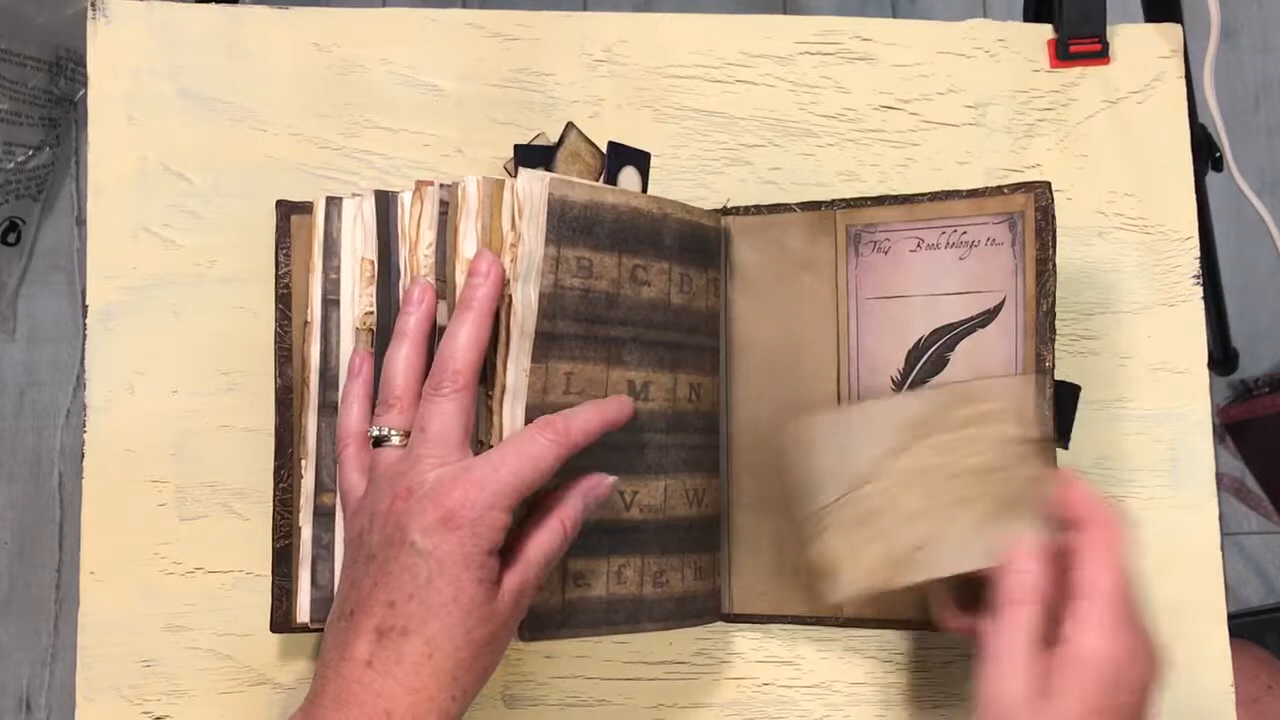 B C. D.
L M N
V W.
e. f. g. h
This Book belongs to...